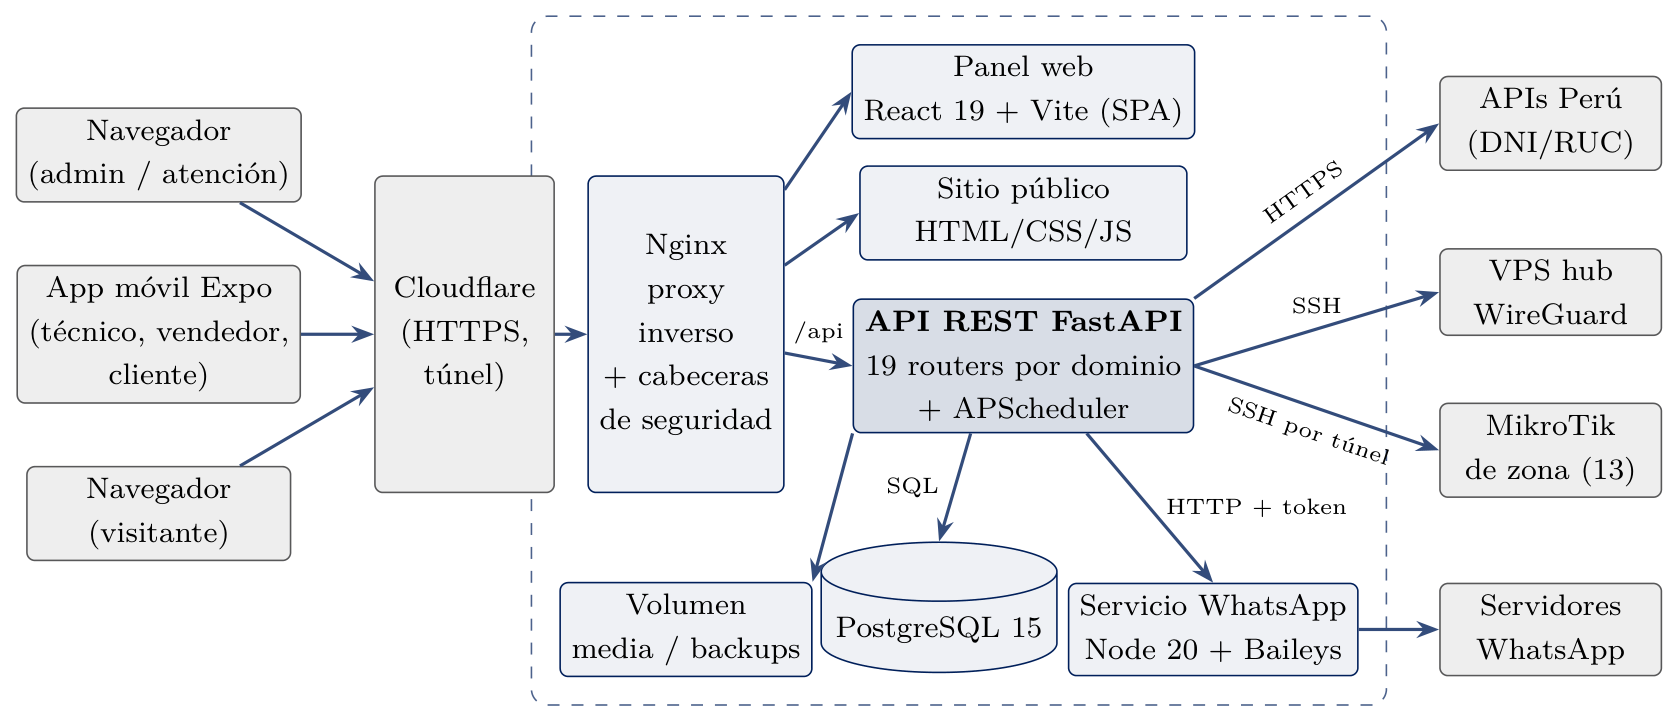 Navegador
(admin / atención)
App móvil Expo
(técnico, vendedor,
cliente)
Navegador
(visitante)
Cloudflare
(HTTPS,
túnel)
Nginx
proxy
inverso
+ cabeceras
de seguridad
Panel web
React 19 + Vite (SPA)
Sitio público
HTML/CSS/JS
/api
API REST FastAPI
19 routers por dominio
+ APScheduler
SQL
HTTP + token
Volumen
media / backups
PostgreSQL 15
Servicio WhatsApp
Node 20 + Baileys
HTTPS
SSH
SSH por túnel
APIs Perú
(DNI/RUC)
VPS hub
WireGuard
MikroTik
de zona (13)
Servidores
WhatsApp